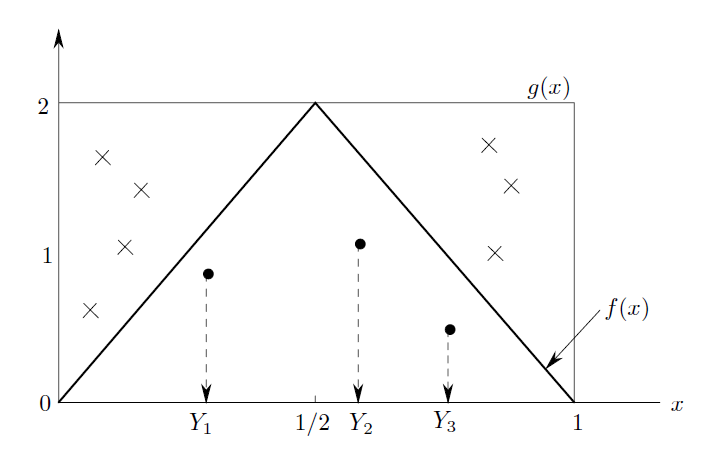 g(x)
2
1
f(x)
0
x
Y₁
1/2
Y₂
Y₃
1